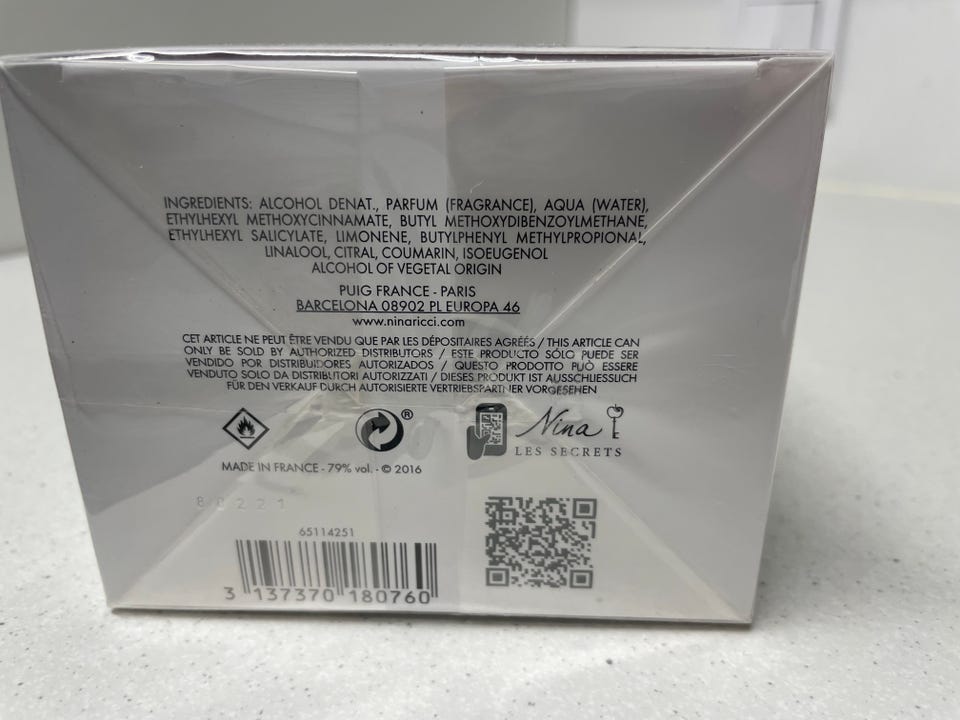 INGREDIENTS: ALCOHOL DENAT., PARFUM (FRAGRANCE), AQUA (WATER),
ETHYLHEXYL METHOXYCINNAMATE, BUTYL METHOXYDIBENZOYLMETHANE,
ETHYLHEXYL SALICYLATE, LIMONENE, BUTYLPHENYL METHYLPROPIONAL,
LINALOOL, CITRAL, COUMARIN, ISOEUGENOL
ALCOHOL OF VEGETAL ORIGIN
PUIG FRANCE - PARIS
BARCELONA 08902 PL EUROPA 46
www.ninaricci.com
CET ARTICLE NE PEUT ÊTRE VENDU QUE PAR LES DÉPOSITAIRES AGRÉÉS / THIS ARTICLE CAN
ONLY BE SOLD BY AUTHORIZED DISTRIBUTORS / ESTE PRODUCTO SÓLO PUEDE SER
VENDIDO POR DISTRIBUIDORES AUTORIZADOS / QUESTO PRODOTTO PUÒ ESSERE
VENDUTO SOLO DA DISTRIBUTORI AUTORIZZATI / DIESES PRODUKT IST AUSSCHLIESSLICH
FÜR DEN VERKAUF DURCH AUTORISIERTE VERTRIEBSPARTNER VORGESEHEN
®
Nina
LES SECRETS
MADE IN FRANCE - 79% vol. - © 2016
65114251
3 137370 180760